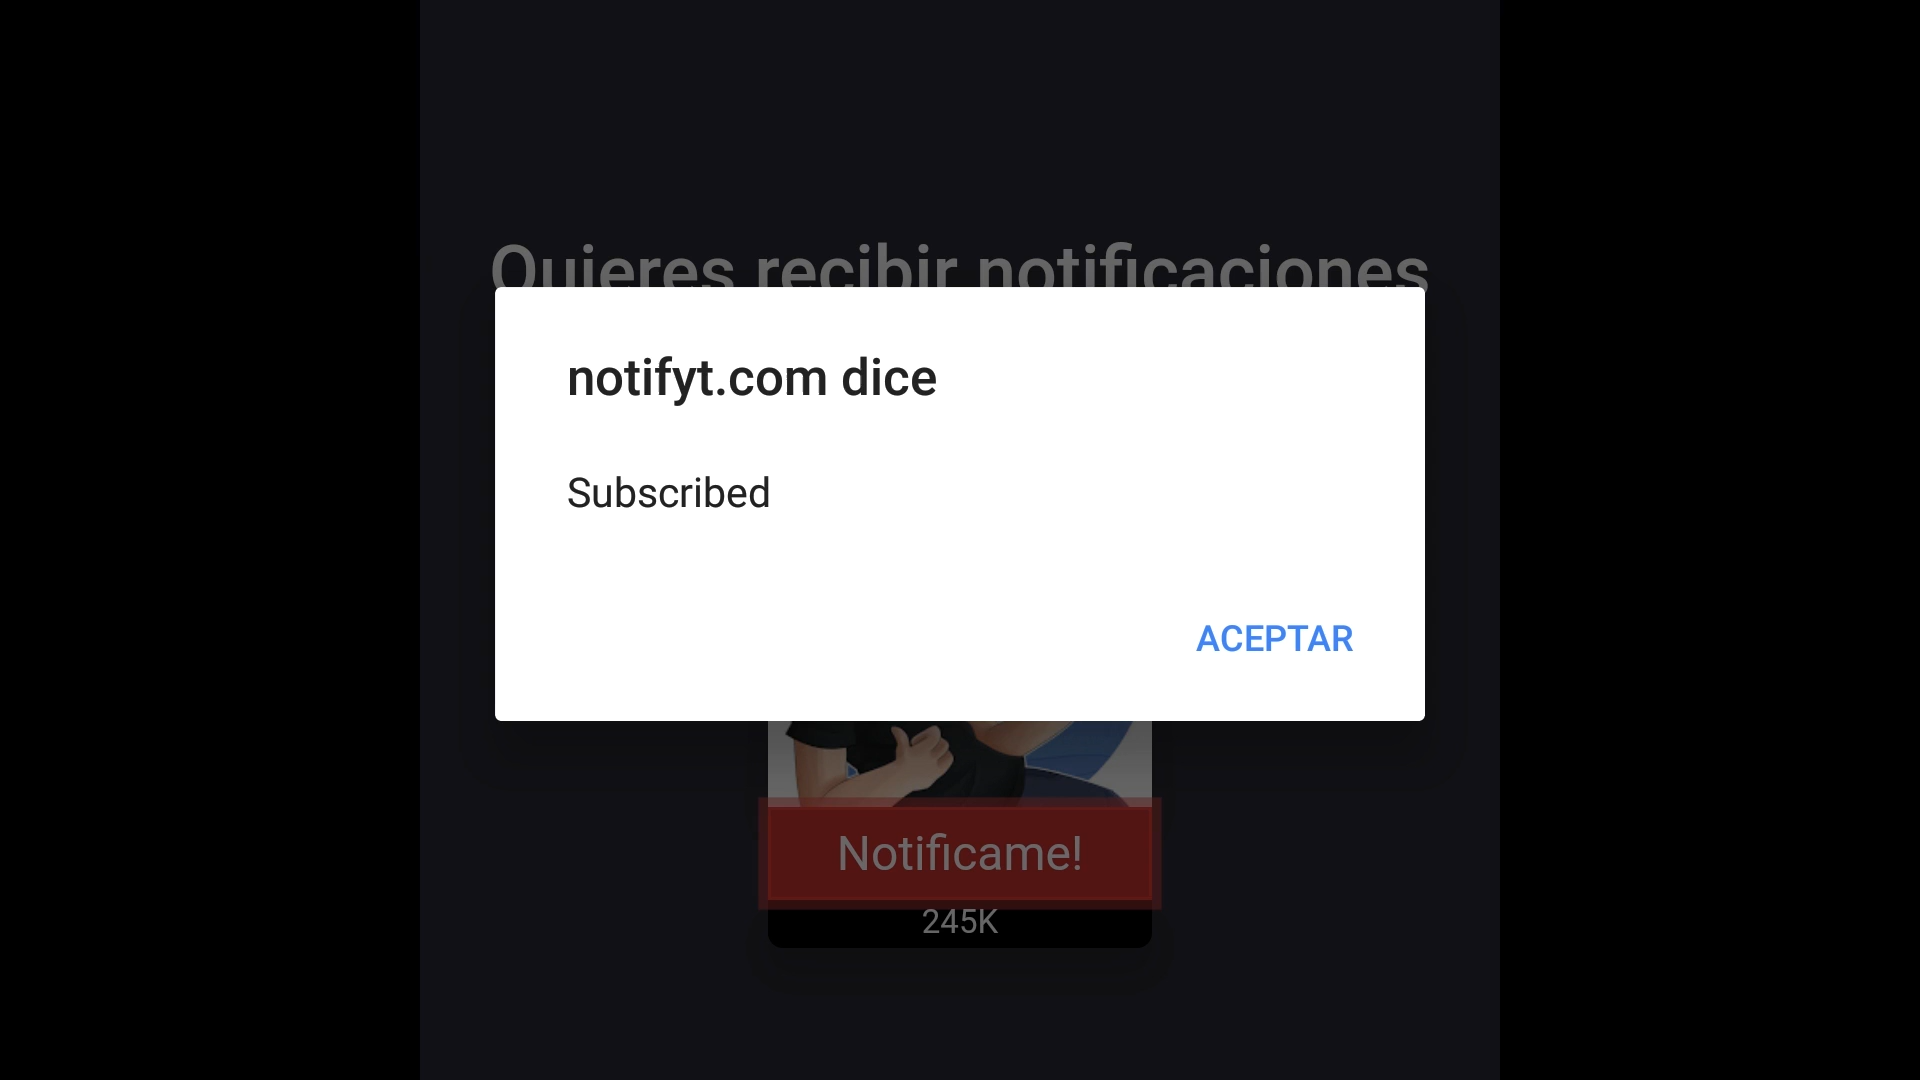 Quieres recibir notificaciones
notifyt.com dice
Subscribed
ACEPTAR
Notificame!
245K